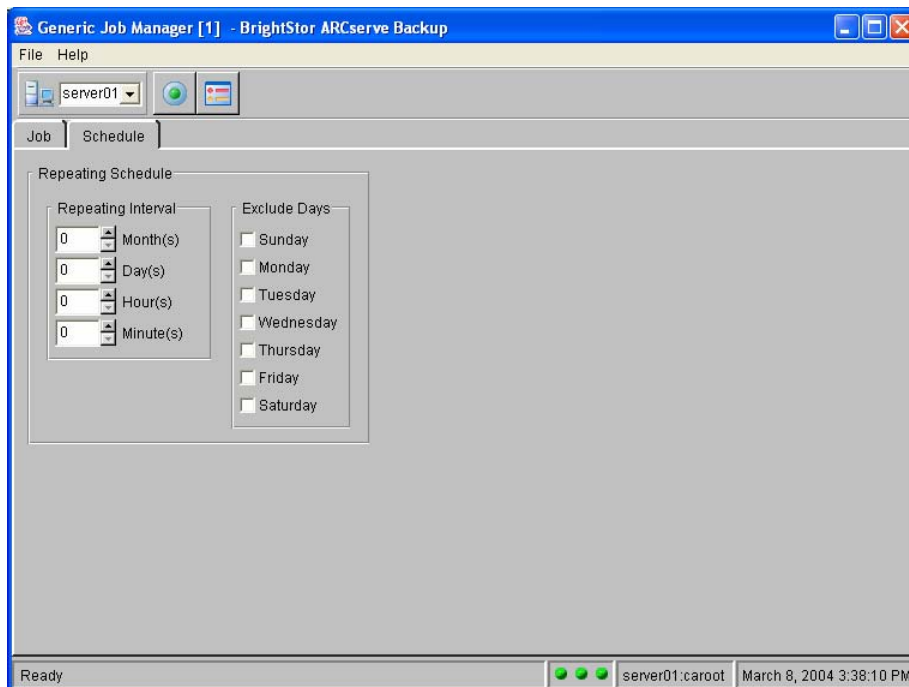 Generic Job Manager [1] - BrightStor ARCserve Backup
File Help
server01
Job Schedule
Repeating Schedule
Repeating Interval
0 Month(s)
0 Day(s)
0 Hour(s)
0 Minute(s)
Exclude Days
Sunday
Monday
Tuesday
Wednesday
Thursday
Friday
Saturday
Ready server01:caroot March 8, 2004 3:38:10 PM